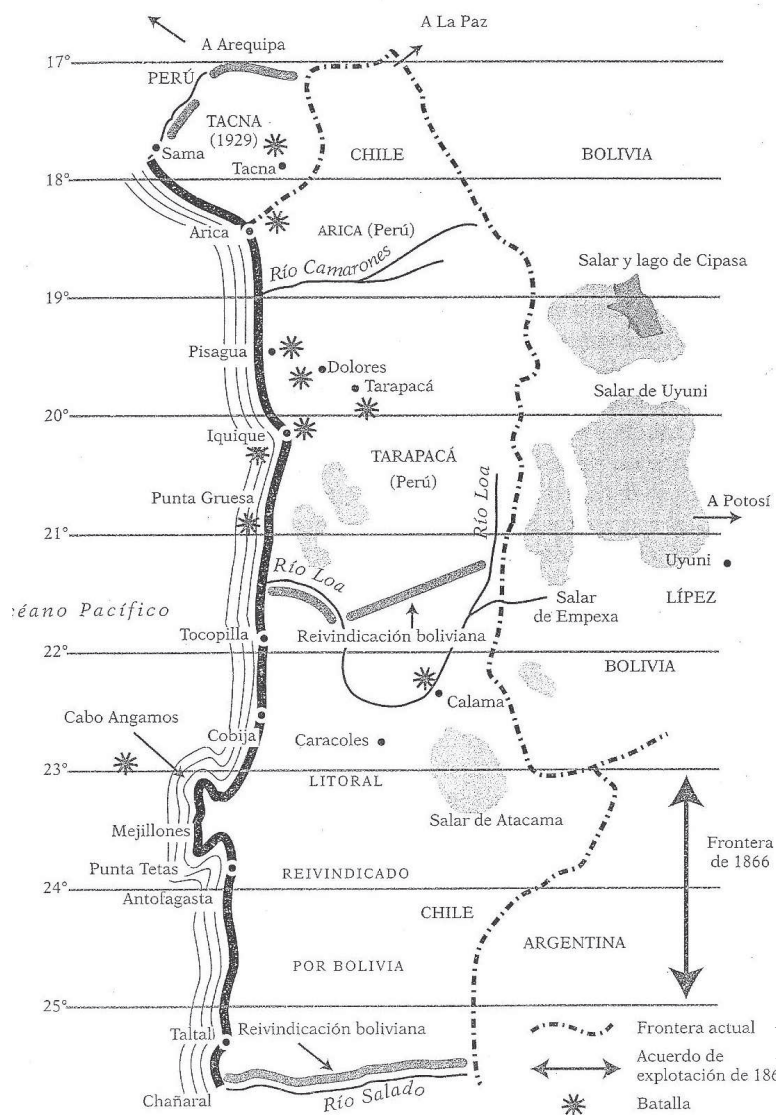 A La Paz
A Arequipa
17°
PERÚ
TACNA
(1929)
Sama
Tacna
CHILE
BOLIVIA
18°
Arica
ARICA (Perú)
Río Camarones
Salar y lago de Cipasa
19°
Pisagua
Dolores
Tarapacá
Salar de Uyuni
20°
Iquique
TARAPACÁ
(Perú)
Río Loa
Punta Gruesa
A Potosí
21°
Río Loa
Uyuni
Salar
de Empexa
LÍPEZ
céano Pacífico
Tocopilla
Reivindicación boliviana
22°
BOLIVIA
Calama
Cabo Angamos
Cobija
Caracoles
23°
LITORAL
Salar de Atacama
Mejillones
Frontera
de 1866
Punta Tetas
REIVINDICADO
24°
Antofagasta
CHILE
ARGENTINA
POR BOLIVIA
25°
Taltal
Reivindicación boliviana
Frontera actual
Acuerdo de
explotación de 186
Río Salado
Chañaral
Batalla